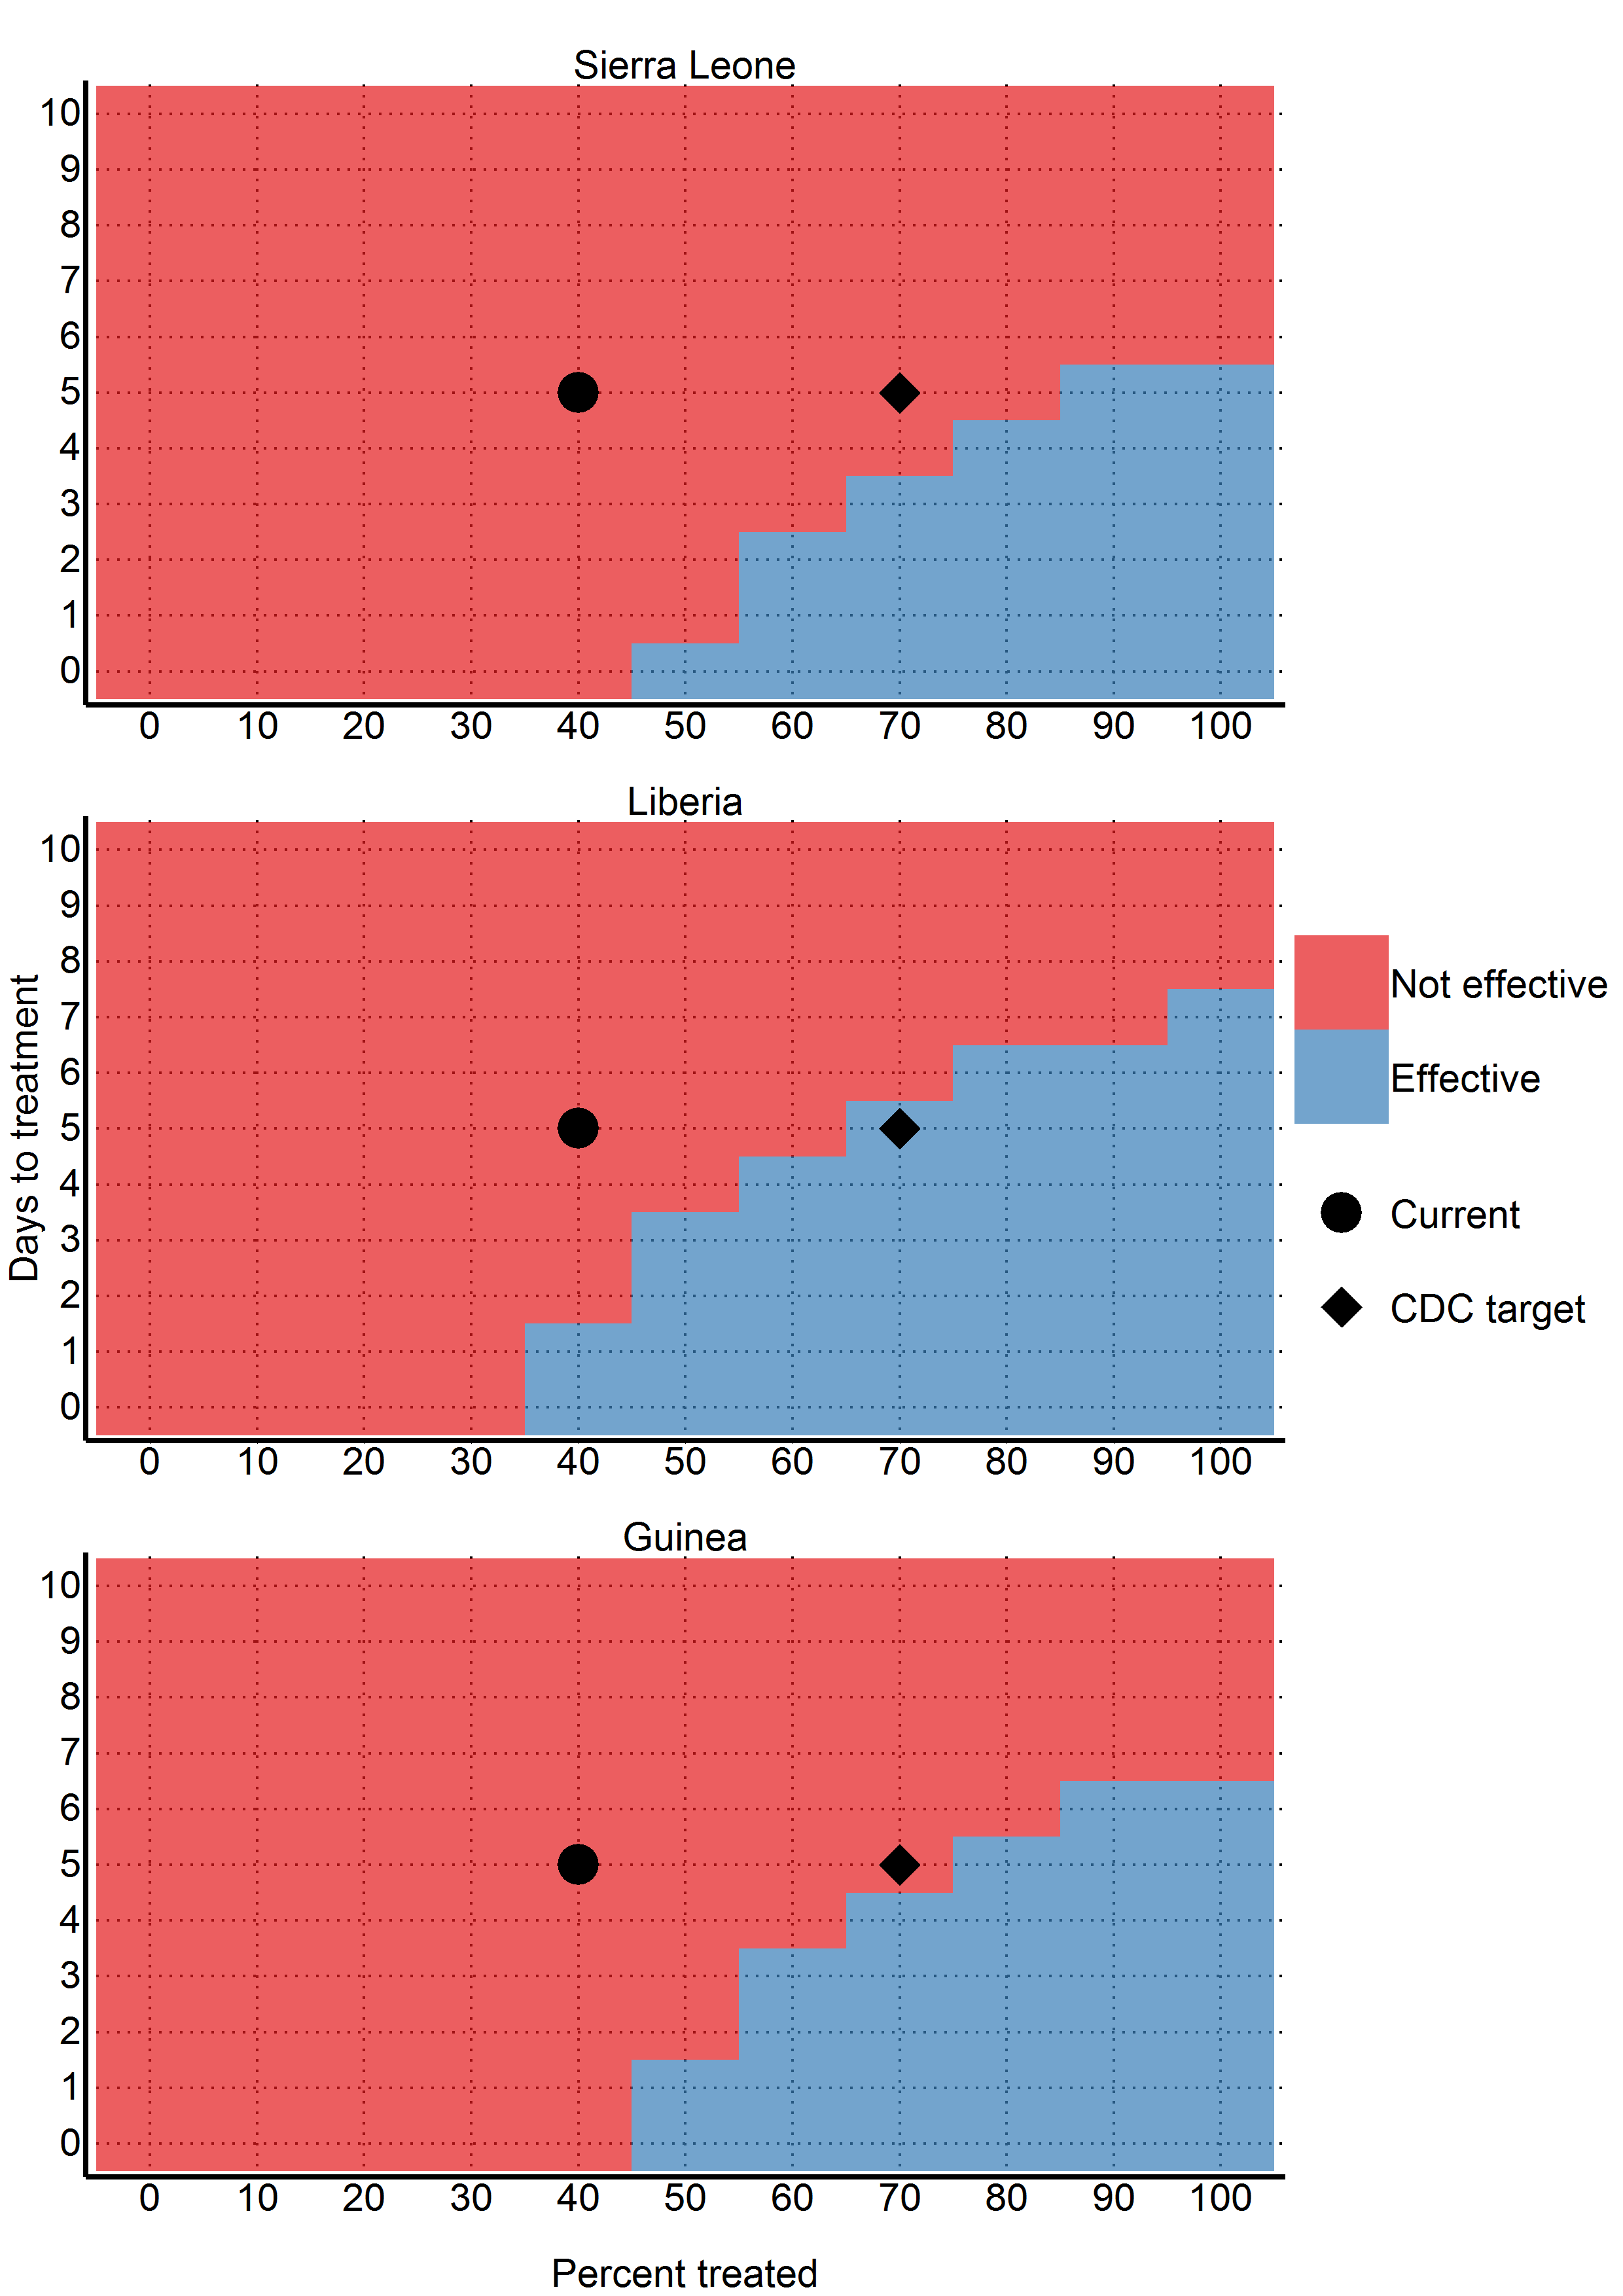 Sierra Leone
10
9
8
7
6
5
4
3
2
1
0
0 10 20 30 40 50 60 70 80 90 100
Liberia
10
9
8
7
6
5
4
3
2
1
0
0 10 20 30 40 50 60 70 80 90 100
Days to treatment
Not effective
Effective
Current
CDC target
Guinea
10
9
8
7
6
5
4
3
2
1
0
0 10 20 30 40 50 60 70 80 90 100
Percent treated